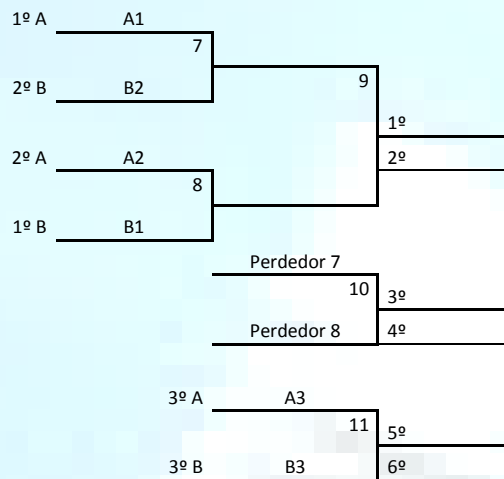 1º A A1
7
2º B B2
9
1º
2º A A2
2º
8
1º B B1
Perdedor 7
10
3º
Perdedor 8
4º
3º A A3
11
5º
3º B B3
6º